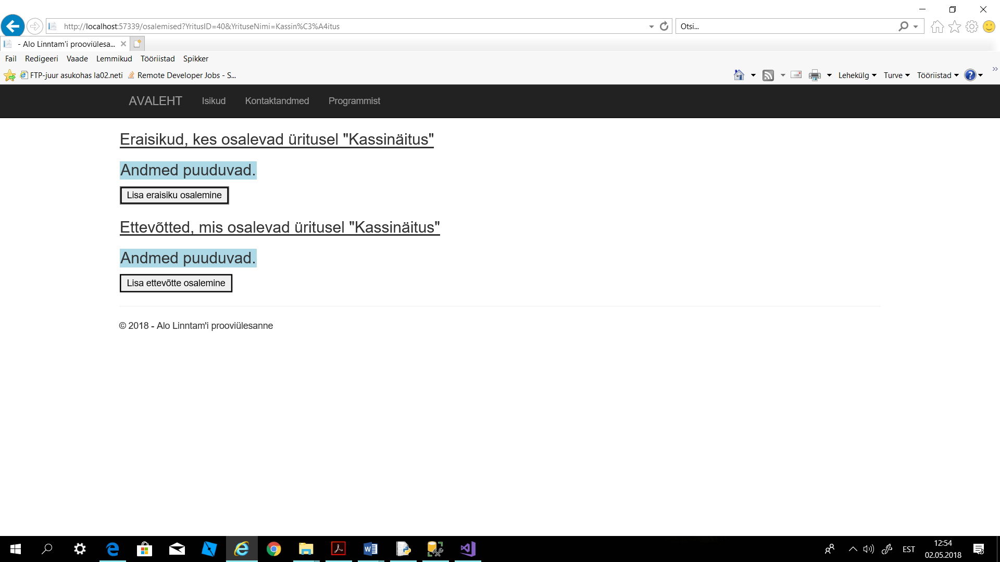 http://localhost:57339/osalemised?YritusID=40&YrituseNimi=Kassin%C3%A4itus
Otsi...
- Alo Linntam'i prooviülesa...
Fail Redigeeri Vaade Lemmikud Tööriistad Spikker
FTP-juur asukohas la02.neti Remote Developer Jobs - S...
Lehekülg Turve Tööriistad
AVALEHT Isikud Kontaktandmed Programmist
Eraisikud, kes osalevad üritusel "Kassinäitus"
Andmed puuduvad.
Lisa eraisiku osalemine
Ettevõtted, mis osalevad üritusel "Kassinäitus"
Andmed puuduvad.
Lisa ettevõtte osalemine
© 2018 - Alo Linntam'i prooviülesanne
EST
12:54
02.05.2018